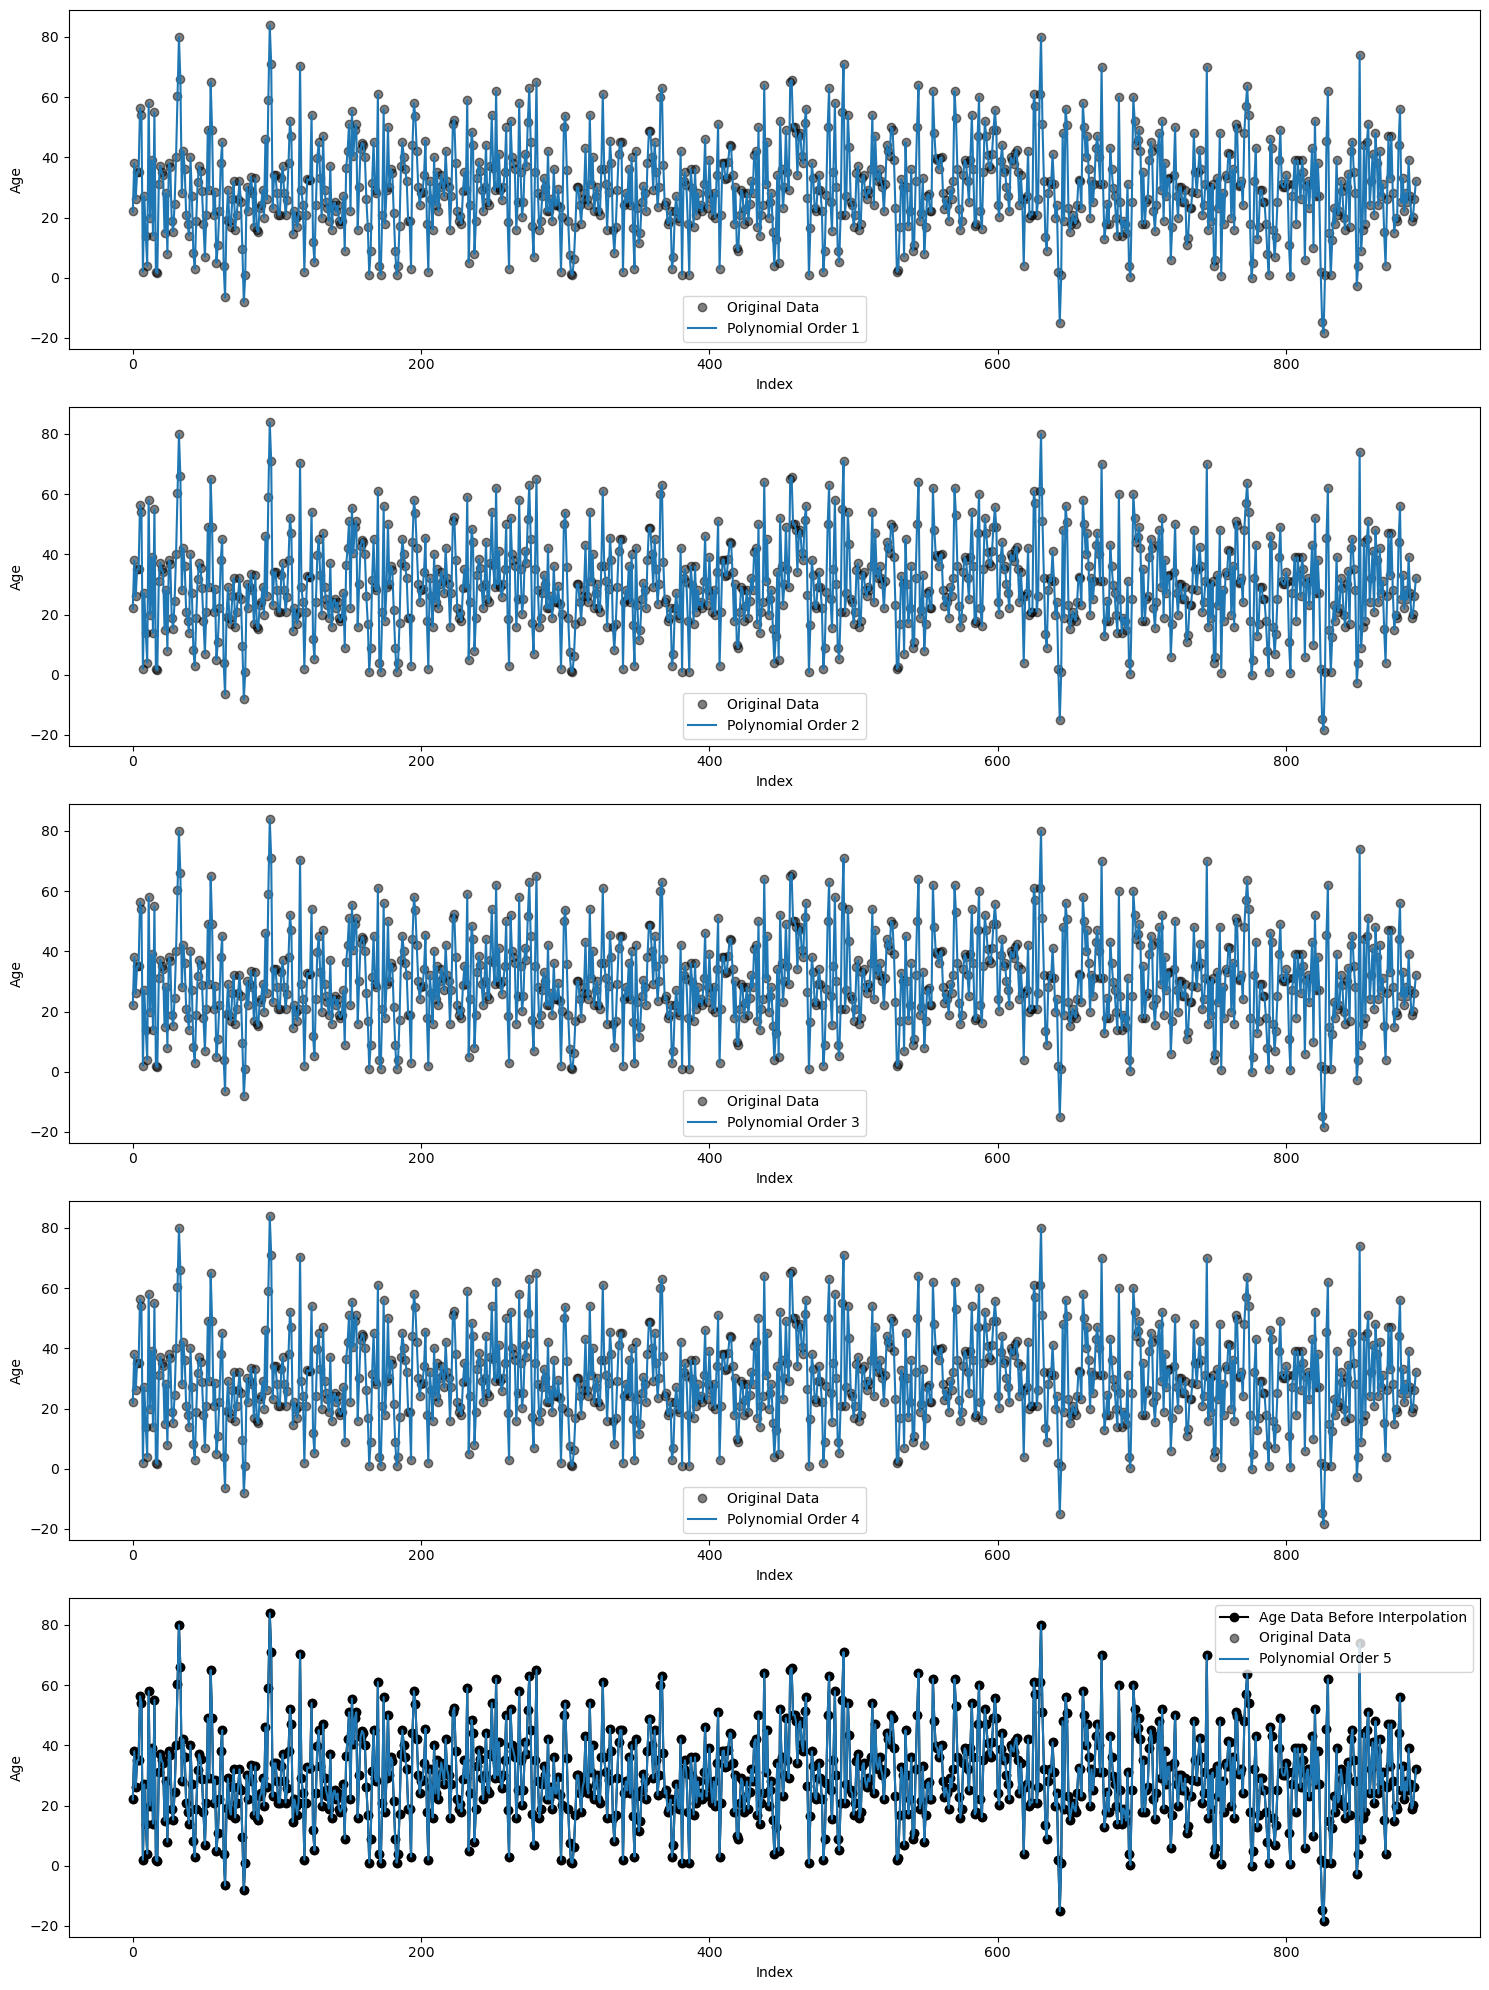 80
60
40
20
0
−20
Age
Original Data
Polynomial Order 1
0
200
400
600
800
Index
80
60
40
20
0
−20
Age
Original Data
Polynomial Order 2
0
200
400
600
800
Index
80
60
40
20
0
−20
Age
Original Data
Polynomial Order 3
0
200
400
600
800
Index
80
60
40
20
0
−20
Age
Original Data
Polynomial Order 4
0
200
400
600
800
Index
80
60
40
20
0
−20
Age
Age Data Before Interpolation
Original Data
Polynomial Order 5
0
200
400
600
800
Index